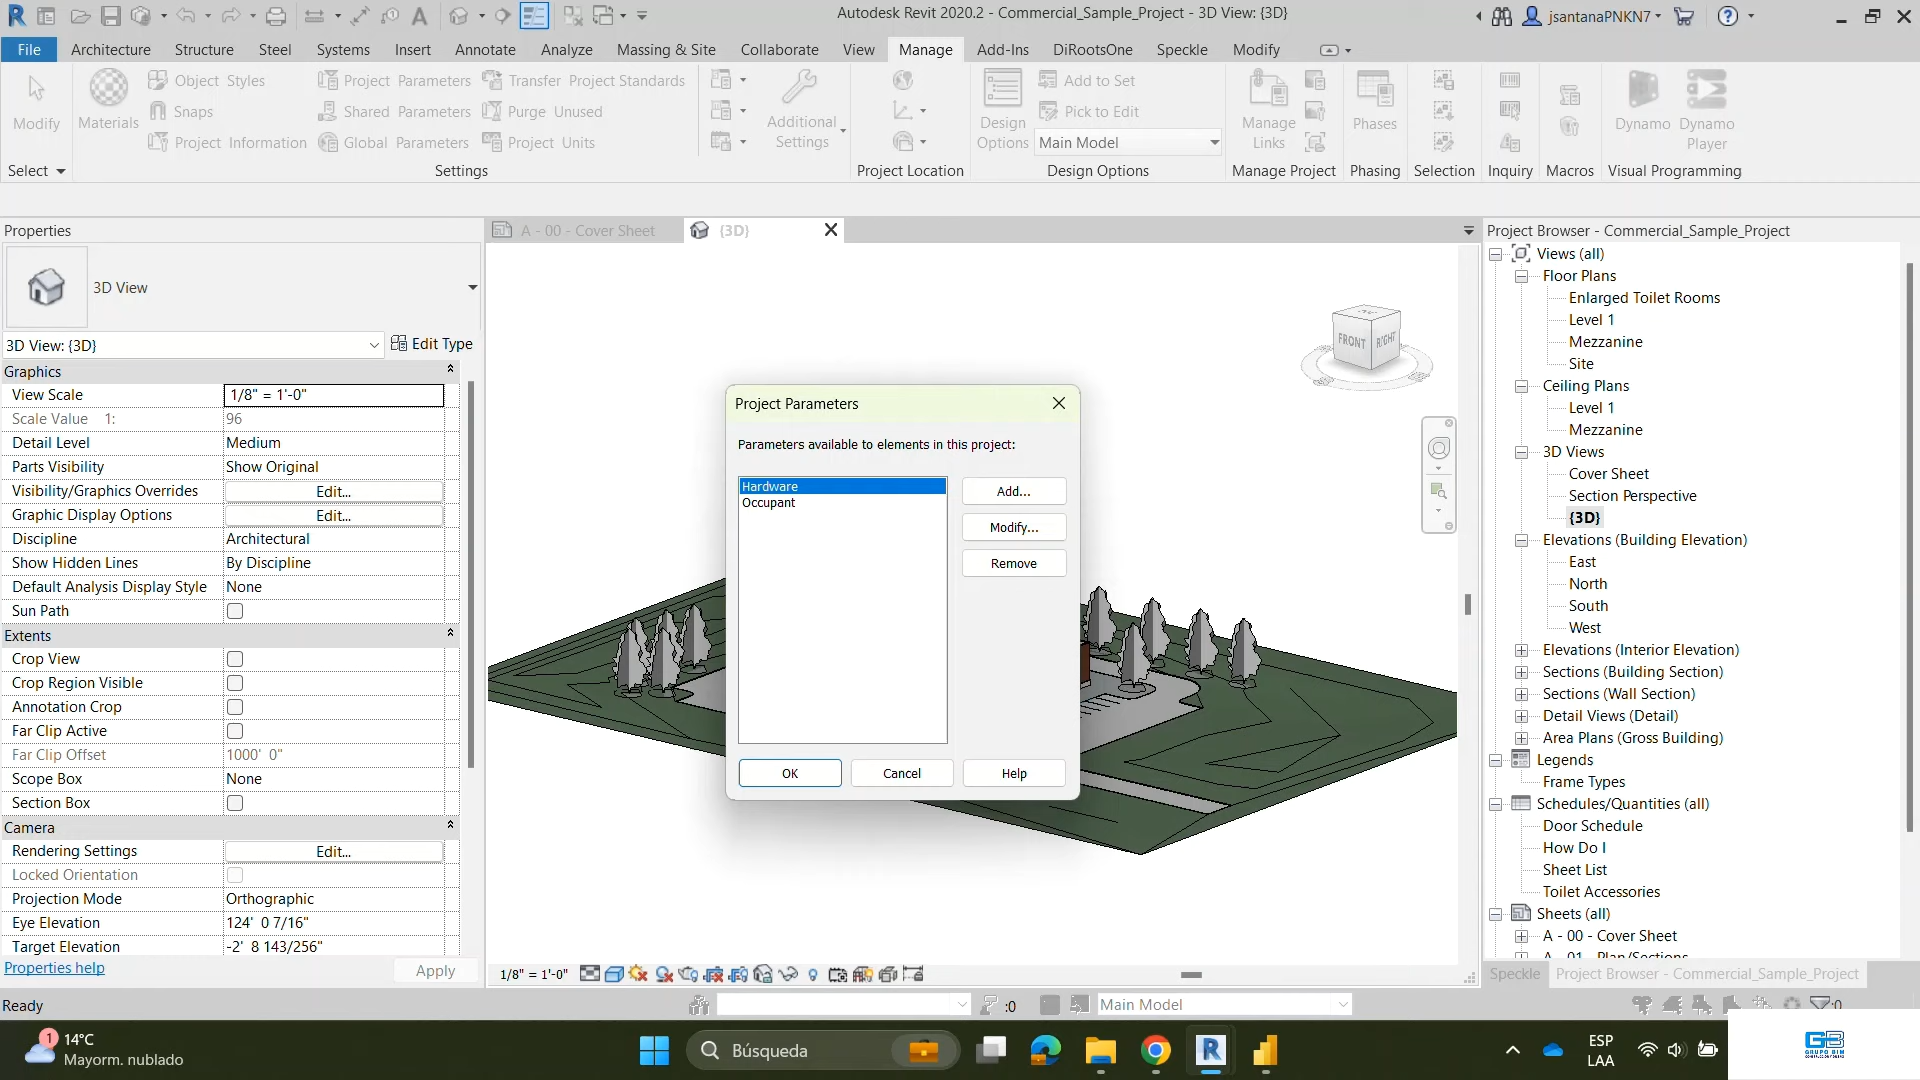 Autodesk Revit 2020.2 - Commercial_Sample_Project - 3D View: {3D}
jsantanaPNKN7
File Architecture Structure Steel Systems Insert Annotate Analyze Massing & Site Collaborate View Manage Add-Ins DiRootsOne Speckle Modify
Modify
Materials
Object Styles
Snaps
Project Information
Project Parameters
Shared Parameters
Global Parameters
Transfer Project Standards
Purge Unused
Project Units
Additional
Settings
Design
Options
Add to Set
Pick to Edit
Main Model
Manage
Links
Phases
Dynamo
Dynamo
Player
Select Settings Project Location Design Options Manage Project Phasing Selection Inquiry Macros Visual Programming
Properties
3D View
3D View: {3D}
Edit Type
Graphics
View Scale 1/8" = 1'-0"
Scale Value 1: 96
Detail Level Medium
Parts Visibility Show Original
Visibility/Graphics Overrides Edit...
Graphic Display Options Edit...
Discipline Architectural
Show Hidden Lines By Discipline
Default Analysis Display Style None
Sun Path
Extents
Crop View
Crop Region Visible
Annotation Crop
Far Clip Active
Far Clip Offset 1000' 0"
Scope Box None
Section Box
Camera
Rendering Settings Edit...
Locked Orientation
Projection Mode Orthographic
Eye Elevation 124' 0 7/16"
Target Elevation -2' 8 143/256"
Properties help
Apply
A - 00 - Cover Sheet
{3D}
FRONT
RIGHT
Project Parameters
Parameters available to elements in this project:
Hardware
Occupant
Add...
Modify...
Remove
OK
Cancel
Help
1/8" = 1'-0"
Project Browser - Commercial_Sample_Project
Views (all)
Floor Plans
Enlarged Toilet Rooms
Level 1
Mezzanine
Site
Ceiling Plans
Level 1
Mezzanine
3D Views
Cover Sheet
Section Perspective
{3D}
Elevations (Building Elevation)
East
North
South
West
Elevations (Interior Elevation)
Sections (Building Section)
Sections (Wall Section)
Detail Views (Detail)
Area Plans (Gross Building)
Legends
Frame Types
Schedules/Quantities (all)
Door Schedule
How Do I
Sheet List
Toilet Accessories
Sheets (all)
A - 00 - Cover Sheet
A - 01 - Plan/Sections
Speckle
Project Browser - Commercial_Sample_Project
Ready
:0
Main Model
:0
1
14°C
Mayorm. nublado
Búsqueda
ESP
LAA
GRUPO BIM